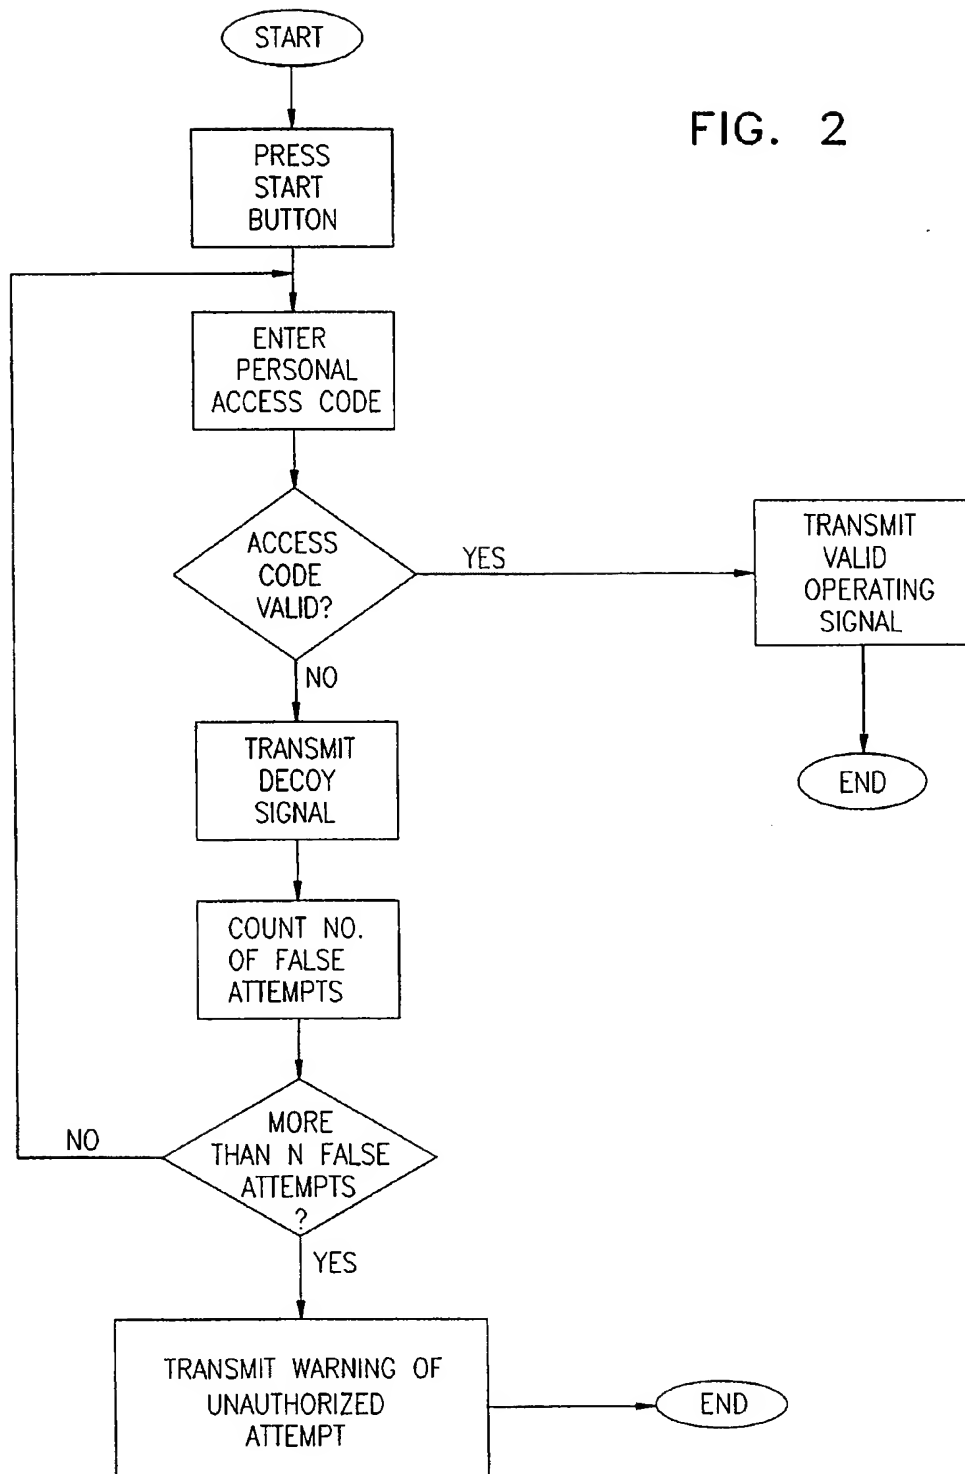 START
FIG. 2
PRESS
START
BUTTON
ENTER
PERSONAL
ACCESS CODE
ACCESS
CODE
VALID?
YES
TRANSMIT
VALID
OPERATING
SIGNAL
NO
END
TRANSMIT
DECOY
SIGNAL
COUNT NO.
OF FALSE
ATTEMPTS
MORE
THAN N FALSE
ATTEMPTS
?
NO
YES
TRANSMIT WARNING OF
UNAUTHORIZED
ATTEMPT
END